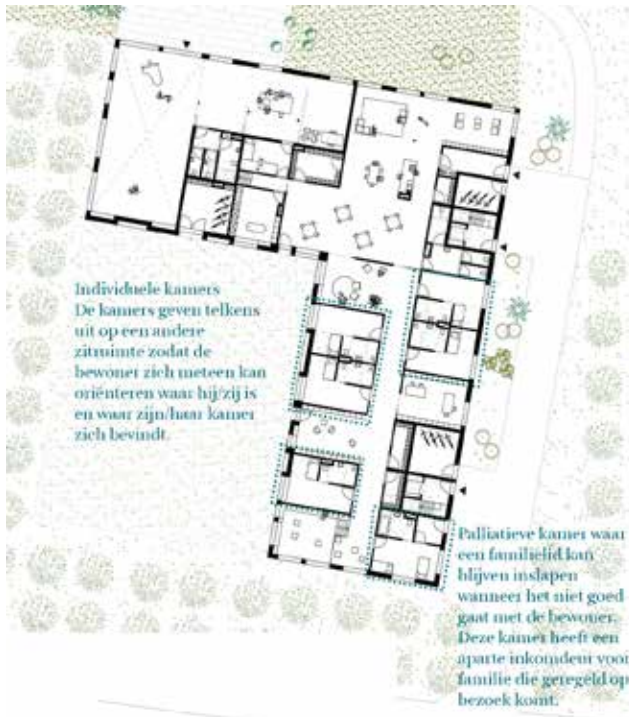 Individuele kamers
De kamers geven telkens
uit op een andere
zitruimte zodat de
bewoner zich meteen kan
oriënteren waar hij/zij is
en waar zijn/haar kamer
zich bevindt.
Palliatieve kamer waar
een familielid kan
blijven inslapen
wanneer het niet goed
gaat met de bewoner.
Deze kamer heeft een
aparte inkomdeur voor
familie die geregeld op
bezoek komt.